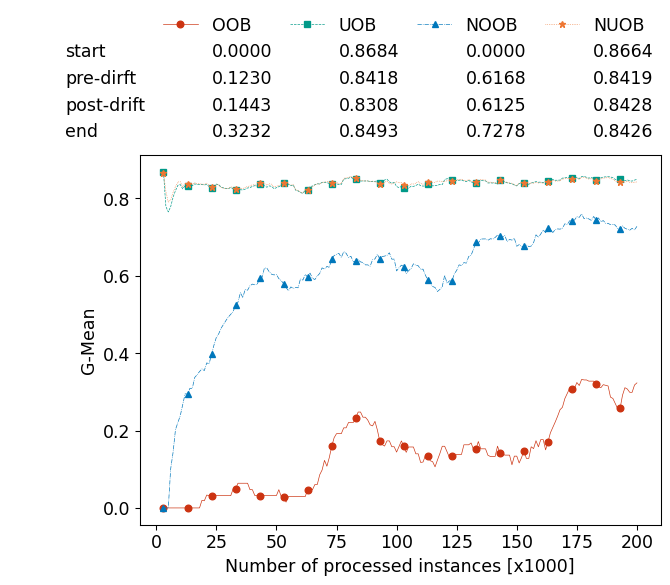 OOB UOB NOOB NUOB
start 0.0000 0.8684 0.0000 0.8664
pre-dirft 0.1230 0.8418 0.6168 0.8419
post-drift 0.1443 0.8308 0.6125 0.8428
end 0.3232 0.8493 0.7278 0.8426
0.8
0.6
0.4
0.2
0.0
G-Mean
0 25 50 75 100 125 150 175 200
Number of processed instances [x1000]